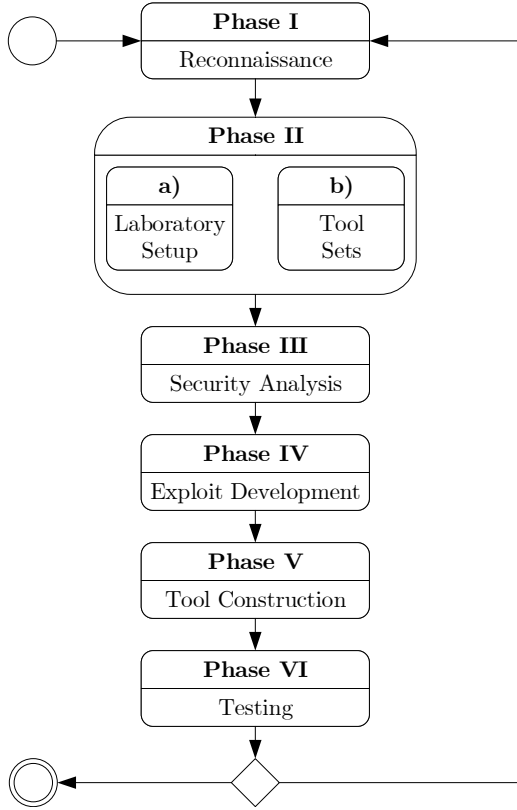 Phase I
Reconnaissance
Phase II
a)
Laboratory
Setup
b)
Tool
Sets
Phase III
Security Analysis
Phase IV
Exploit Development
Phase V
Tool Construction
Phase VI
Testing